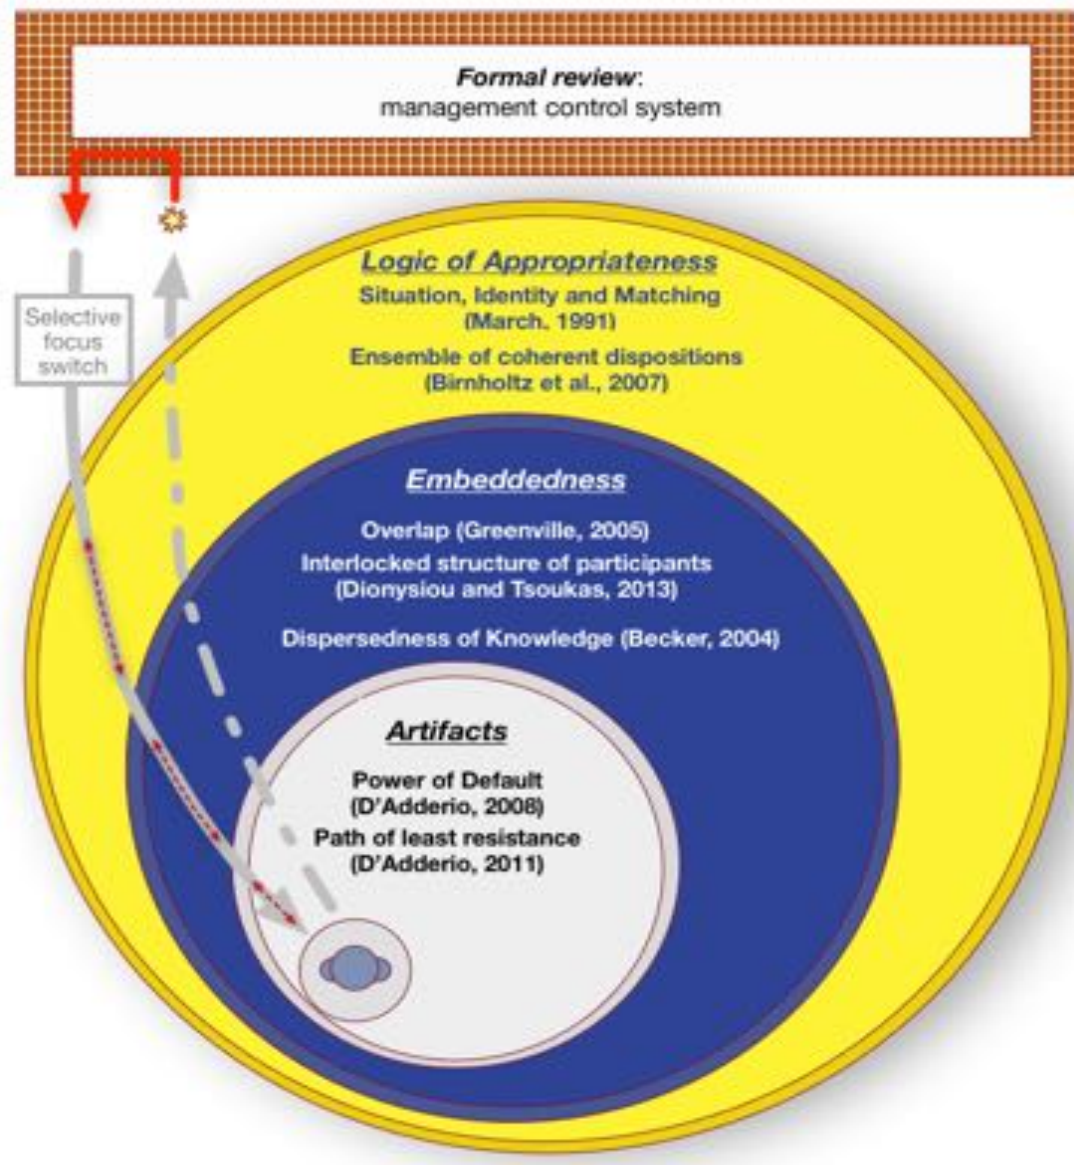 Formal review:
management control system
Selective
focus
switch
Logic of Appropriateness
Situation, Identity and Matching
(March. 1991)
Ensemble of coherent dispositions
(Birnholtz et al., 2007)
Embeddedness
Overlap (Greenville, 2005)
Interlocked structure of participants
(Dionysiou and Tsoukas, 2013)
Dispersedness of Knowledge (Becker, 2004)
Artifacts
Power of Default
(D'Adderio, 2008)
Path of least resistance
(D'Adderio, 2011)